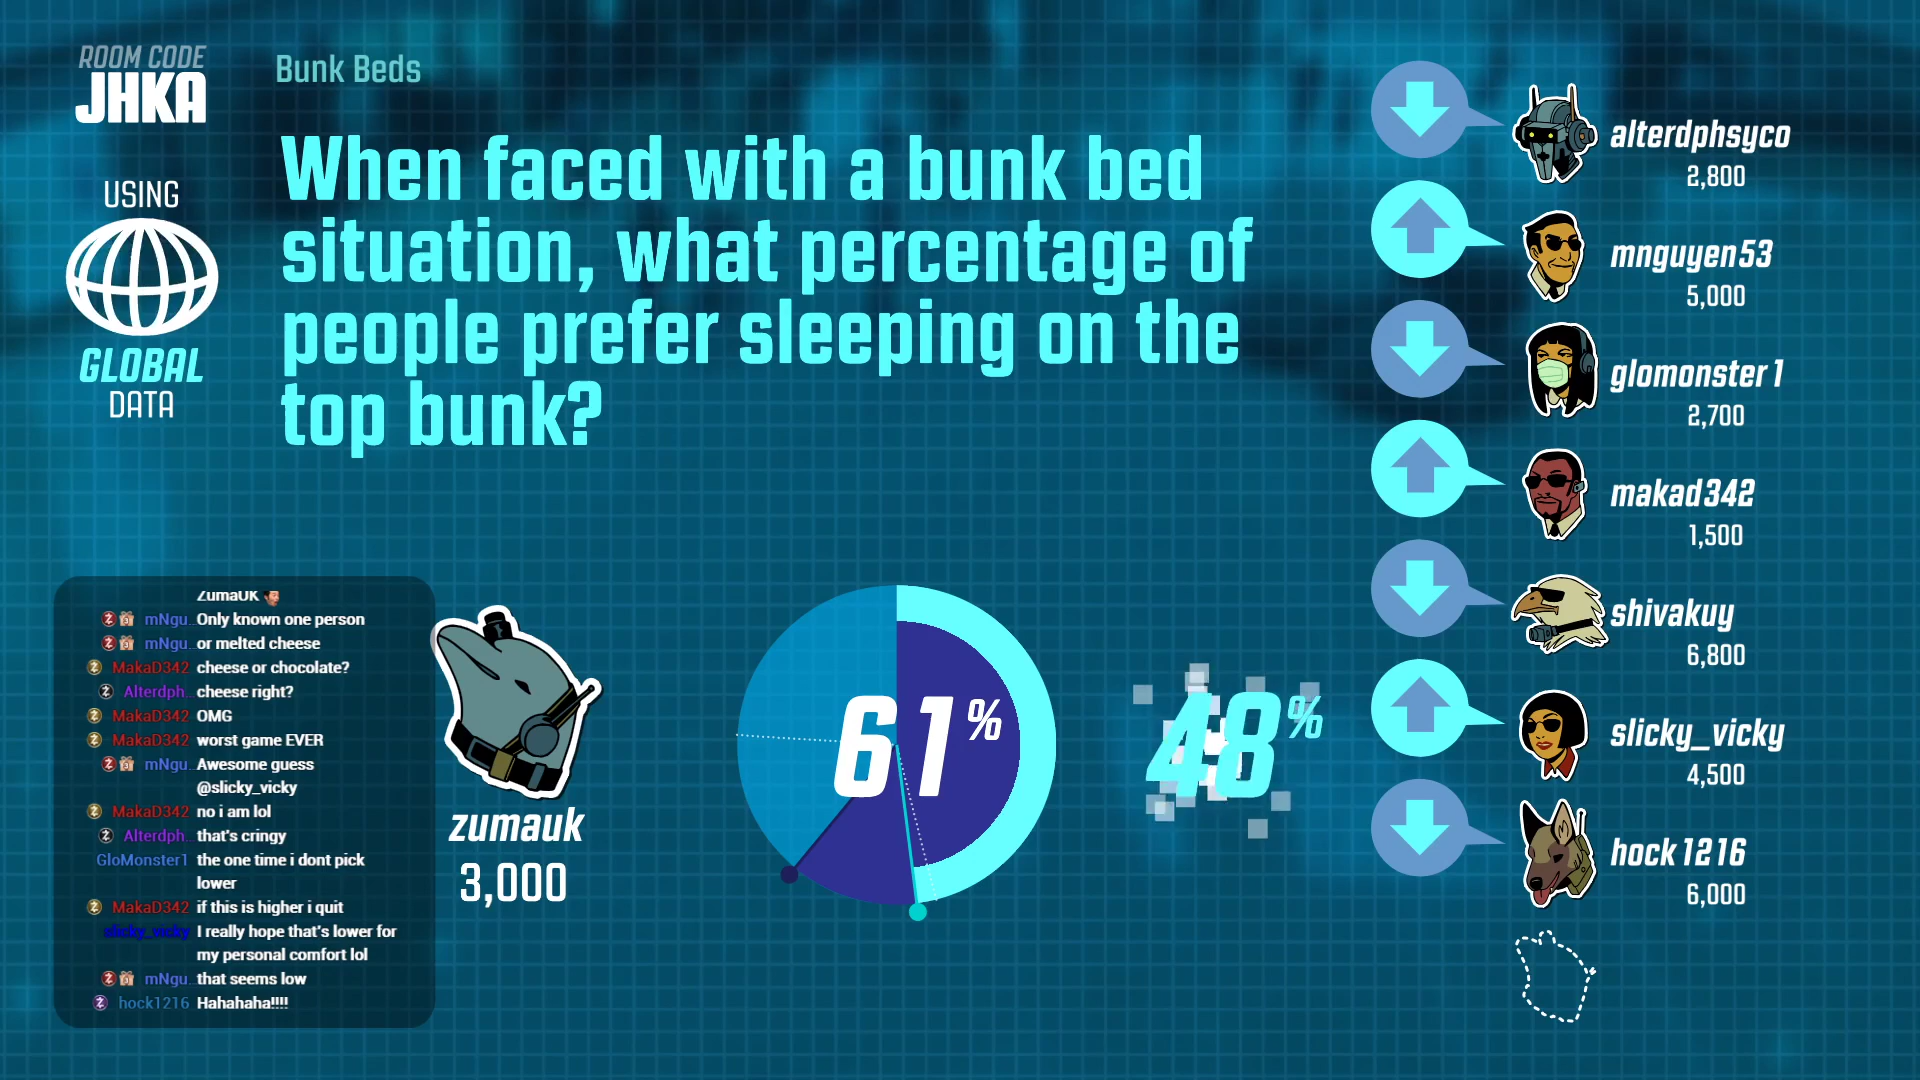 ROOM CODE
JHKA
USING
GLOBAL
DATA
Bunk Beds
When faced with a bunk bed
situation, what percentage of
people prefer sleeping on the
top bunk?
ZumaUK
mNgu... Only known one person
mNgu... or melted cheese
MakaD342 cheese or chocolate?
Alterdph... cheese right?
MakaD342 OMG
MakaD342 worst game EVER
mNgu... Awesome guess
@slicky_vicky
MakaD342 no i am lol
Alterdph... that's cringy
GloMonster1 the one time i dont pick
lower
MakaD342 if this is higher i quit
slicky_vicky I really hope that's lower for
my personal comfort lol
mNgu... that seems low
hock1216 Hahahaha!!!!
zumauk
3,000
61%
48%
alterdphsyco
2,800
mnguyen53
5,000
glomonster1
2,700
makad342
1,500
shivakuy
6,800
slicky_vicky
4,500
hock1216
6,000